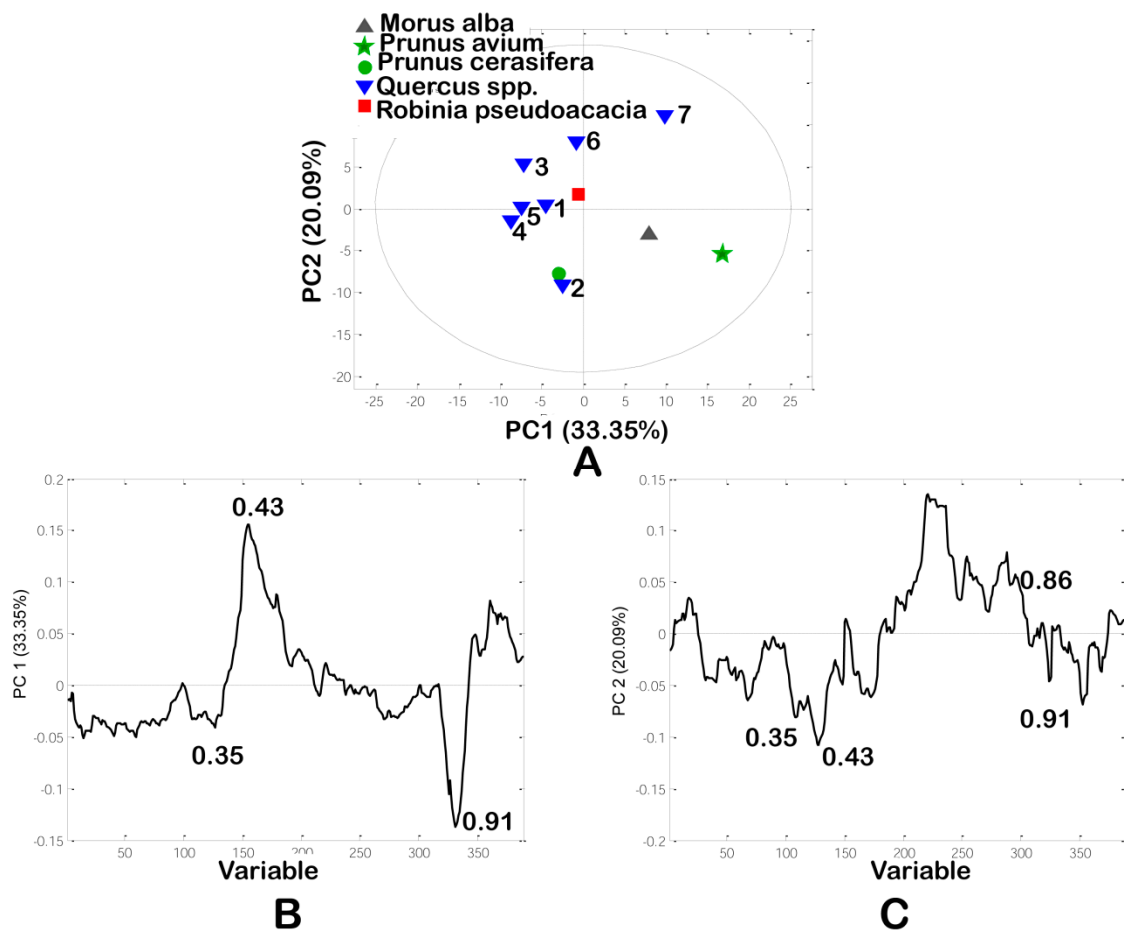 Morus alba
Prunus avium
Prunus cerasifera
Quercus spp.
Robinia pseudoacacia
7
6
3
1
5
4
2
PC2 (20.09%)
5
0
-5
-10
-15
-20
-25 -20 -15 -10 -5 0 5 10 15 20 25
PC1 (33.35%)
A
0.2
0.15
0.1
0.05
0
-0.05
-0.1
-0.15
PC 1 (33.35%)
0.43
0.35
0.91
50 100 150 200 250 300 350
Variable
B
0.15
0.1
0.05
0
-0.05
-0.1
-0.15
-0.2
PC 2 (20.09%)
0.86
0.35
0.43
0.91
50 100 150 200 250 300 350
Variable
C